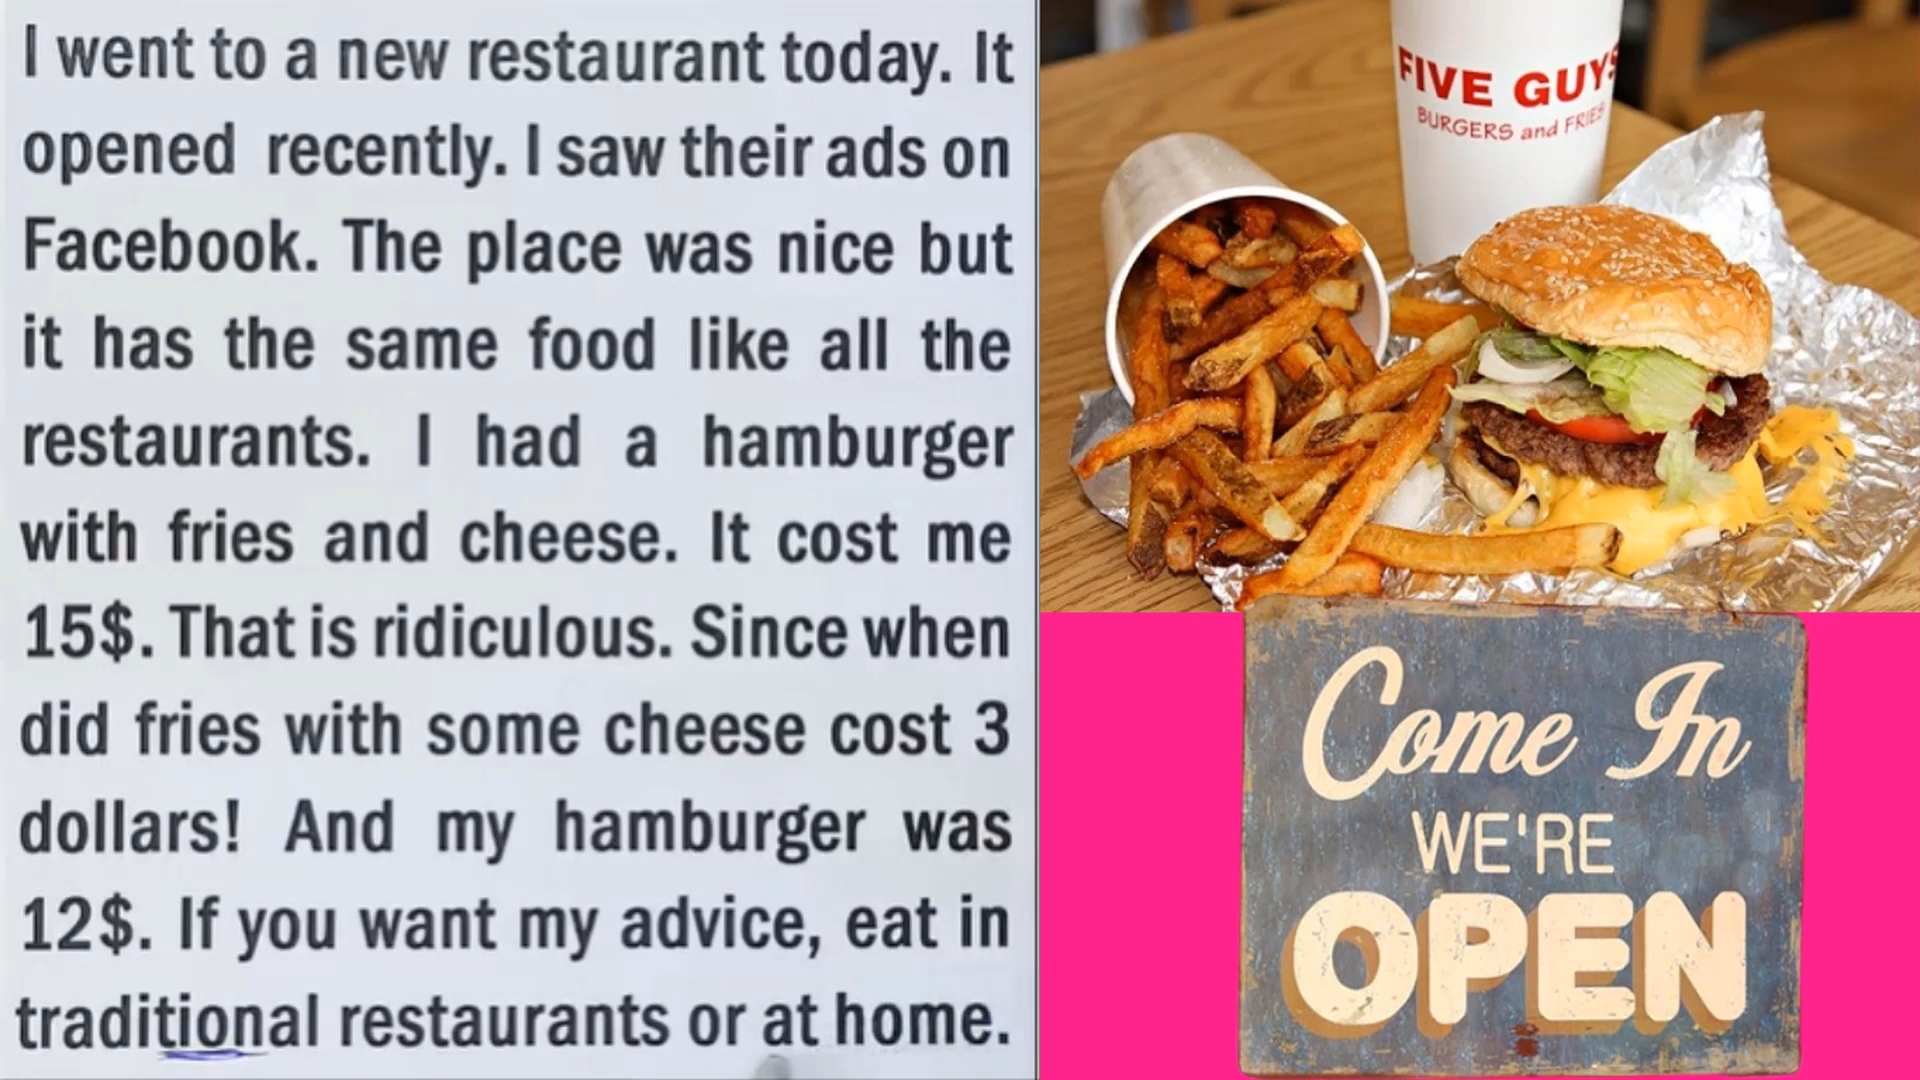 I went to a new restaurant today. It
opened recently. I saw their ads on
Facebook. The place was nice but
it has the same food like all the
restaurants. I had a hamburger
with fries and cheese. It cost me
15$. That is ridiculous. Since when
did fries with some cheese cost 3
dollars! And my hamburger was
12$. If you want my advice, eat in
traditional restaurants or at home.
FIVE GUYS
BURGERS and FRIES
Come In
WE'RE
OPEN